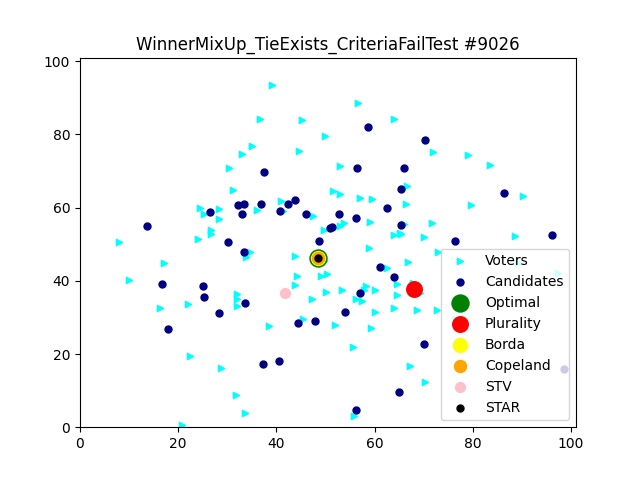 WinnerMixUp_TieExists_CriteriaFailTest #9026
100
80
60
40
20
0
0 20 40 60 80 100
Voters
Candidates
Optimal
Plurality
Borda
Copeland
STV
STAR